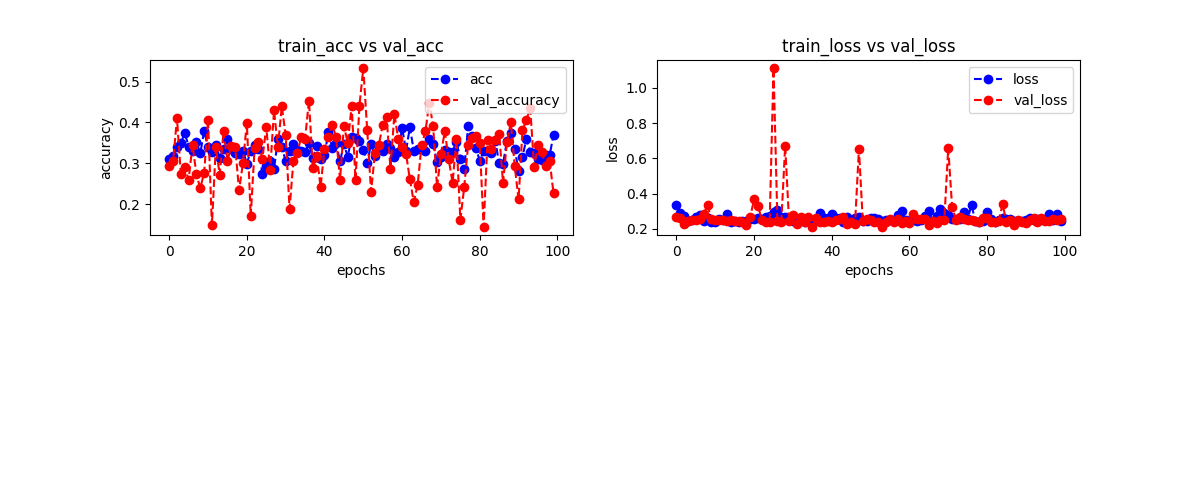 train_acc vs val_acc
accuracy
0.5
0.4
0.3
0.2
acc
val_accuracy
0 20 40 60 80 100
epochs
train_loss vs val_loss
loss
1.0
0.8
0.6
0.4
0.2
loss
val_loss
0 20 40 60 80 100
epochs